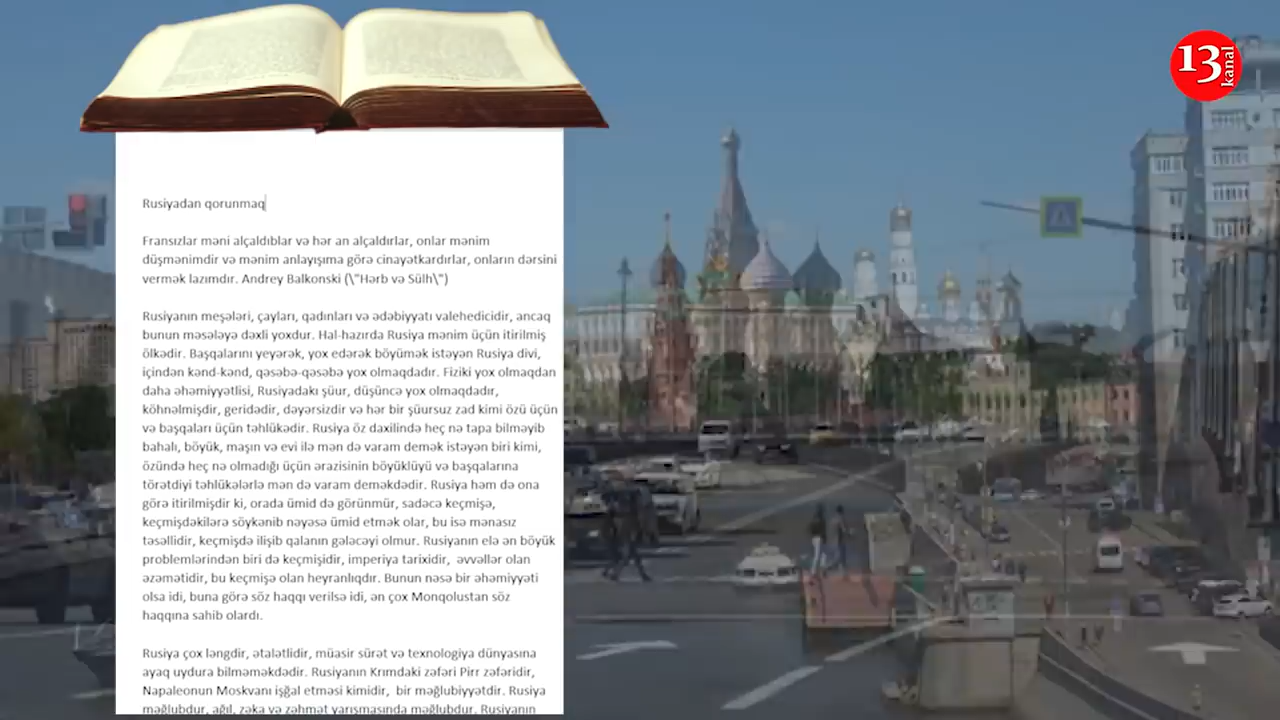 13
kanal
Rusiyadan qorunmaq
Fransızlar məni alçaldıblar və hər an alçaldırlar, onlar mənim
düşmənimdir və mənim anlayışıma görə cinayətkardırlar, onların dərsini
vermək lazımdır. Andrey Balkonski (\"Hərb və Sülh\")
Rusiyanın meşələri, çayları, qadınları və ədəbiyyatı valehedicidir, ancaq
bunun məsələyə dəxli yoxdur. Hal-hazırda Rusiya mənim üçün itirilmiş
ölkədir. Başqalarını yeyərək, yox edərək böyümək istəyən Rusiya divi,
içindən kənd-kənd, qəsəbə-qəsəbə yox olmaqdadır. Fiziki yox olmaqdan
daha əhəmiyyətlisi, Rusiyadakı şüur, düşüncə yox olmaqdadır,
köhnəlmişdir, geridədir, dəyərsizdir və hər bir şüursuz zad kimi özü üçün
və başqaları üçün təhlükədir. Rusiya öz daxilində heç nə tapa bilməyib
bahalı, böyük, maşın və evi ilə mən də varam demək istəyən biri kimi,
özündə heç nə olmadığı üçün ərazisinin böyüklüyü və başqalarına
törətdiyi təhlükələrlə mən də varam deməkdədir. Rusiya həm də ona
görə itirilmişdir ki, orada ümid də görünmür, sadəcə keçmişə,
keçmişdəkilərə söykənib nəyəsə ümid etmək olar, bu isə mənasız
təsəllidir, keçmişdə ilişib qalanın gələcəyi olmur. Rusiyanın elə ən böyük
problemlərindən biri də keçmişidir, imperiya tarixidir, əvvəllər olan
əzəmətidir, bu keçmişə olan heyranlıqdır. Bunun nəsə bir əhəmiyyəti
olsa idi, buna görə söz haqqı verilsə idi, ən çox Monqolustan söz
haqqına sahib olardı.
Rusiya çox ləngdir, ətalətlidir, müasir sürət və texnologiya dünyasına
ayaq uydura bilməməkdədir. Rusiyanın Krımdakı zəfəri Pirr zəfəridir,
Napaleonun Moskvanı işğal etməsi kimidir, bir məğlubiyyətdir. Rusiya
məğlubdur, ağıl, zəka və zəhmət yarışmasında məğlubdur. Rusiyanın